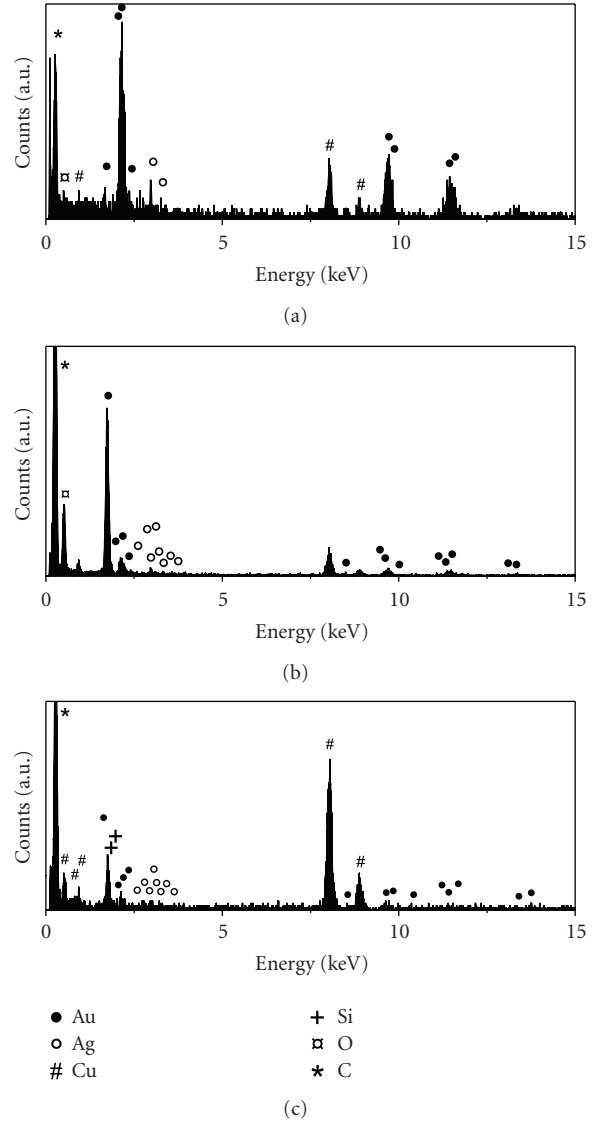 Counts (a.u.)
*
¤
#
#
#
0
5
10
15
Energy (keV)
(a)
Counts (a.u.)
*
¤
0
5
10
15
Energy (keV)
(b)
Counts (a.u.)
*
#
#
#
+
+
#
#
0
5
10
15
Energy (keV)
● Au
○ Ag
# Cu
+ Si
¤ O
* C
(c)